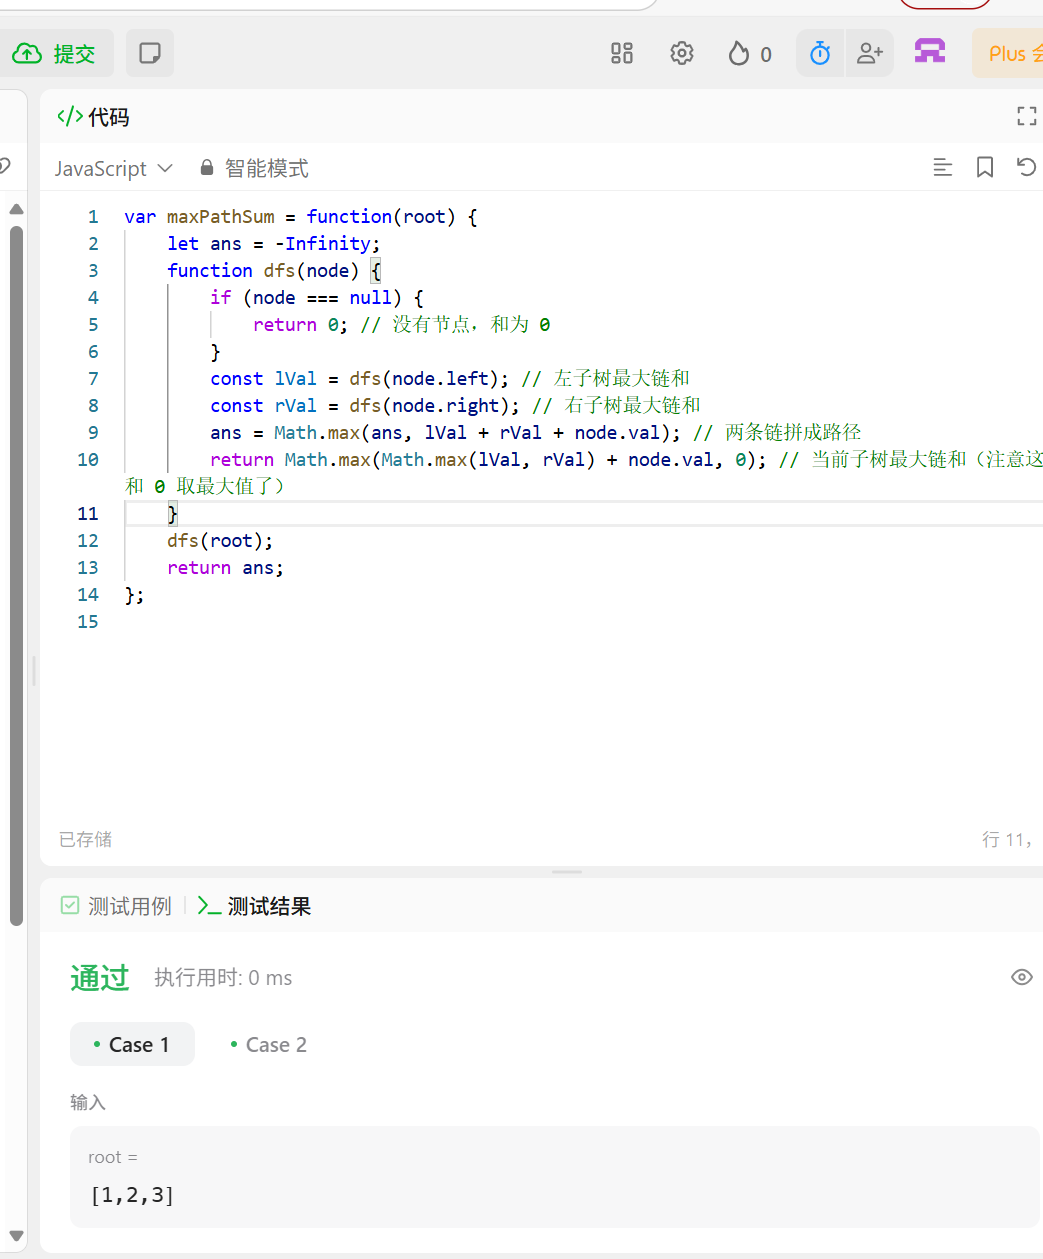 提交
0
Plus 会
代码
JavaScript 智能模式
1 var maxPathSum = function(root) {
2 let ans = -Infinity;
3 function dfs(node) {
4 if (node === null) {
5 return 0; // 没有节点，和为 0
6 }
7 const lVal = dfs(node.left); // 左子树最大链和
8 const rVal = dfs(node.right); // 右子树最大链和
9 ans = Math.max(ans, lVal + rVal + node.val); // 两条链拼成路径
10 return Math.max(Math.max(lVal, rVal) + node.val, 0); // 当前子树最大链和（注意这
和 0 取最大值了）
11 }
12 dfs(root);
13 return ans;
14 };
15
已存储
行 11,
测试用例 测试结果
通过 执行用时: 0 ms
• Case 1 • Case 2
输入
root =
[1,2,3]